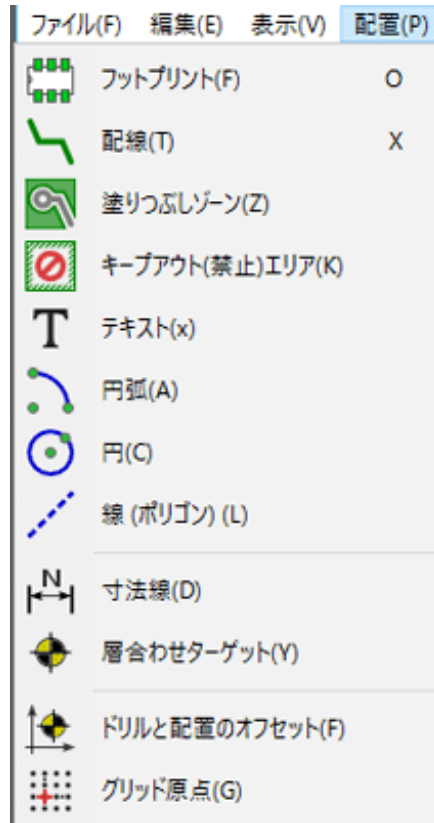 ファイル(F) 編集(E) 表示(V) 配置(P)
フットプリント(F) O
配線(T) X
塗りつぶしゾーン(Z)
キープアウト(禁止)エリア(K)
T テキスト(x)
円弧(A)
円(C)
線 (ポリゴン) (L)
N 寸法線(D)
層合わせターゲット(Y)
ドリルと配置のオフセット(F)
グリッド原点(G)